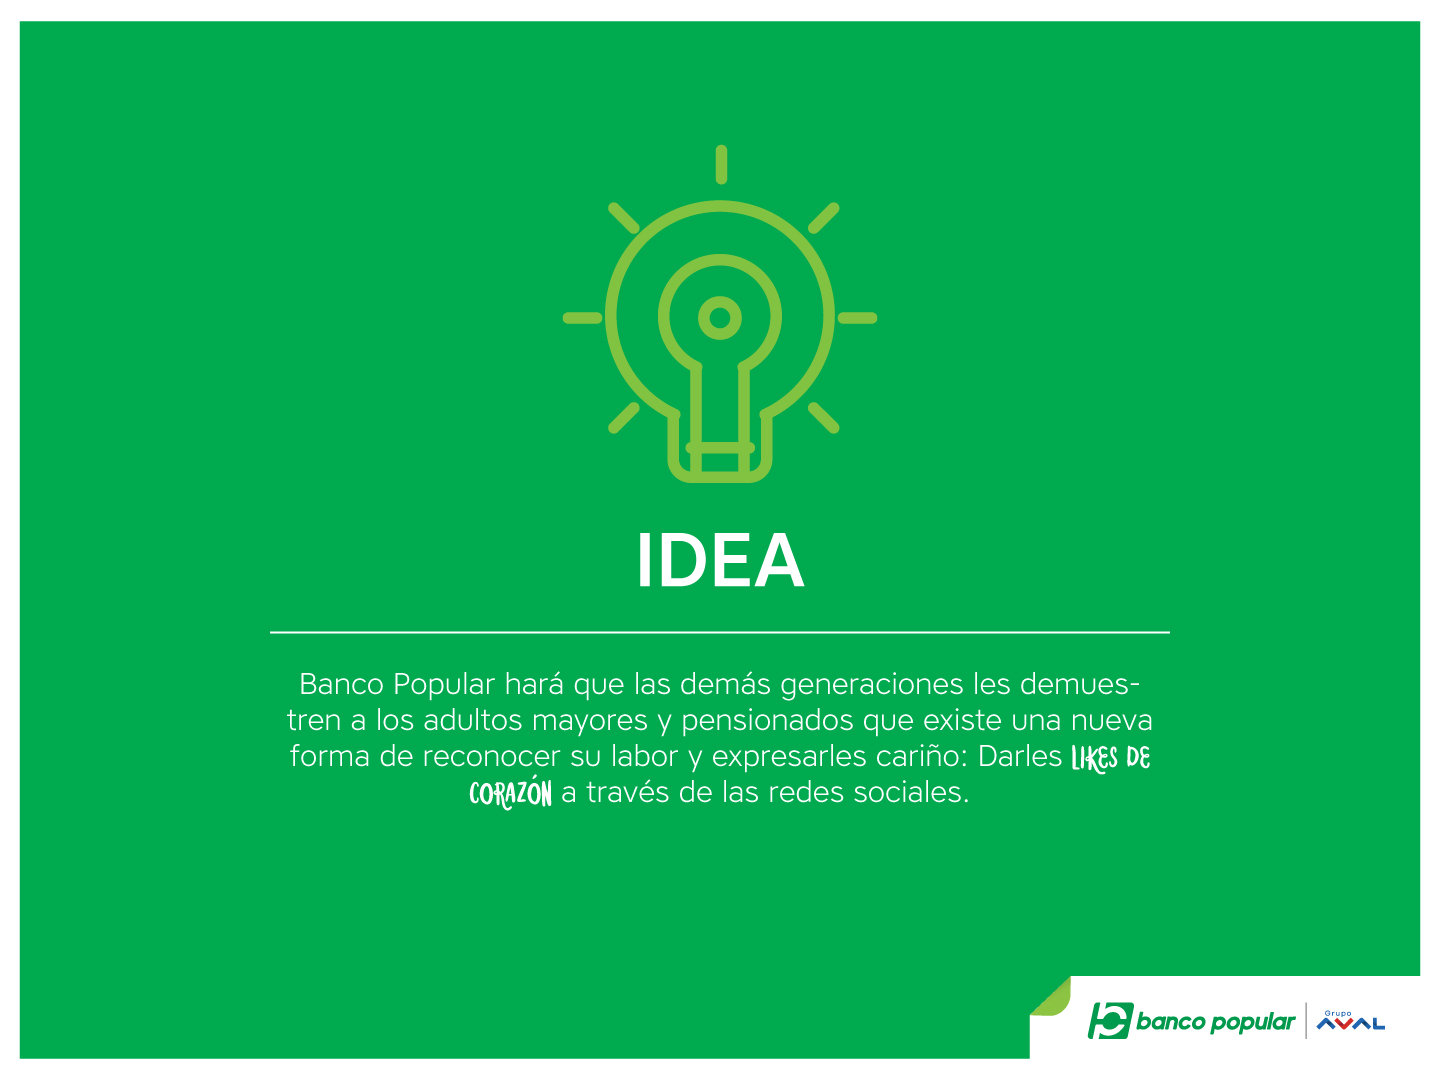 IDEA
Banco Popular hará que las demás generaciones les demues-
tren a los adultos mayores y pensionados que existe una nueva
forma de reconocer su labor y expresarles cariño: Darles LIKES DE
CORAZÓN a través de las redes sociales.
banco popular
Grupo
AVAL